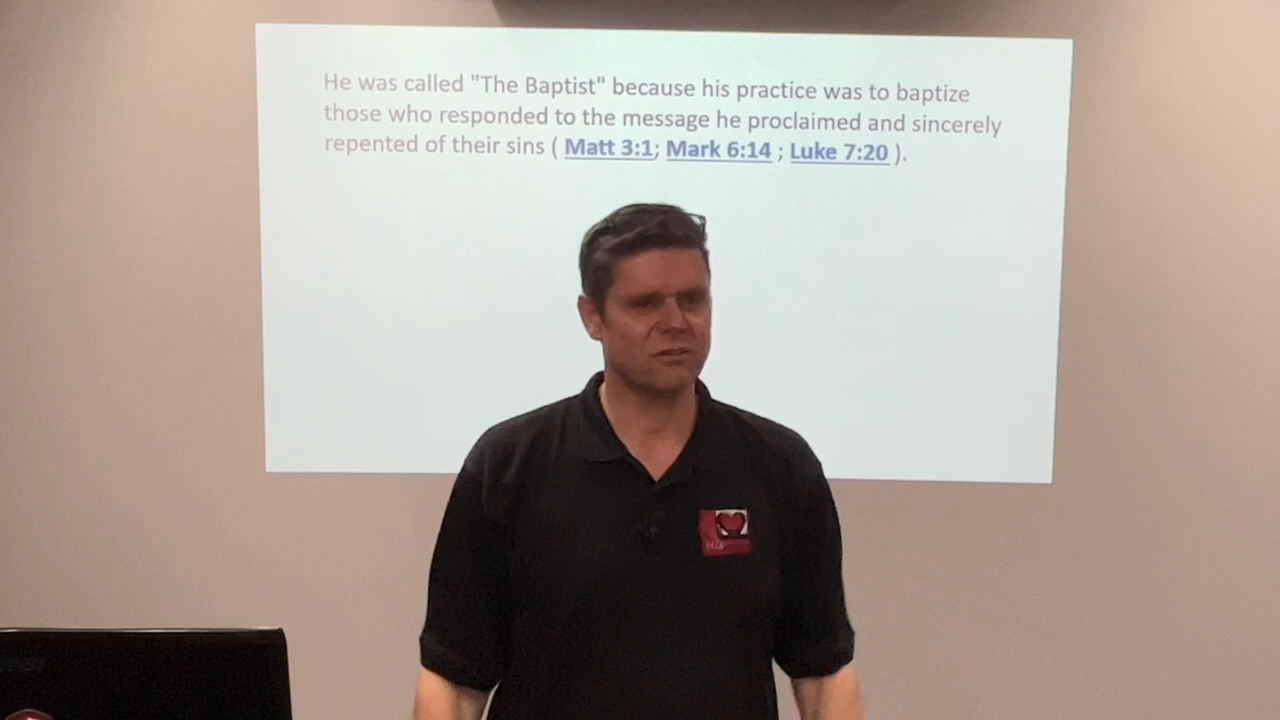 He was called "The Baptist" because his practice was to baptize
those who responded to the message he proclaimed and sincerely
repented of their sins ( Matt 3:1; Mark 6:14 ; Luke 7:20 ).